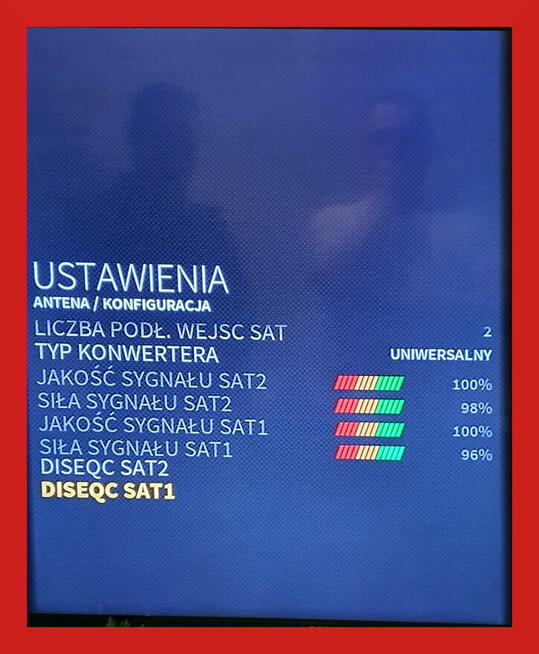 USTAWIENIA
ANTENA / KONFIGURACJA
LICZBA PODŁ. WEJSC SAT 2
TYP KONWERTERA UNIWERSALNY
JAKOŚĆ SYGNAŁU SAT2 100%
SIŁA SYGNAŁU SAT2 98%
JAKOŚĆ SYGNAŁU SAT1 100%
SIŁA SYGNAŁU SAT1 96%
DISEQC SAT2
DISEQC SAT1